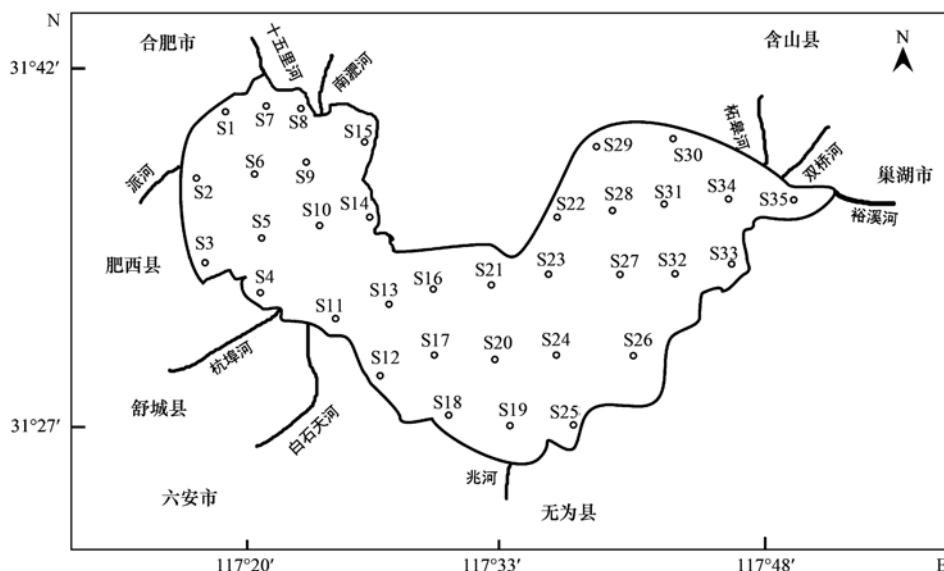 N
合肥市
十五里河
南淝河
含山县
N
31°42′
柘皋河
双桥河
巢湖市
裕溪河
派河
肥西县
S1
S7
S8
S15
S2
S6
S9
S10
S14
S3
S5
S4
S11
S13
S16
S21
S22
S23
S28
S29
S30
S31
S34
S35
S27
S32
S33
S12
S17
S20
S24
S26
S18
S19
S25
杭埠河
舒城县
白石天河
31°27′
六安市
兆河
无为县
117°20′
117°33′
117°48′